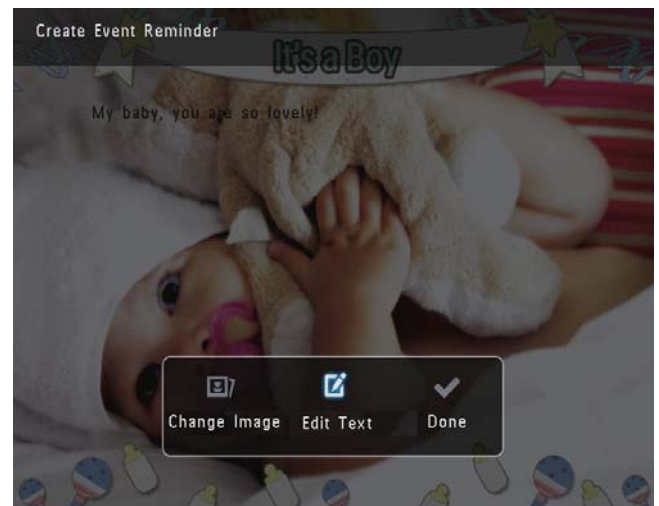 Create Event Reminder
It's a Boy
My baby, you are so lovely!
Change Image
Edit Text
Done